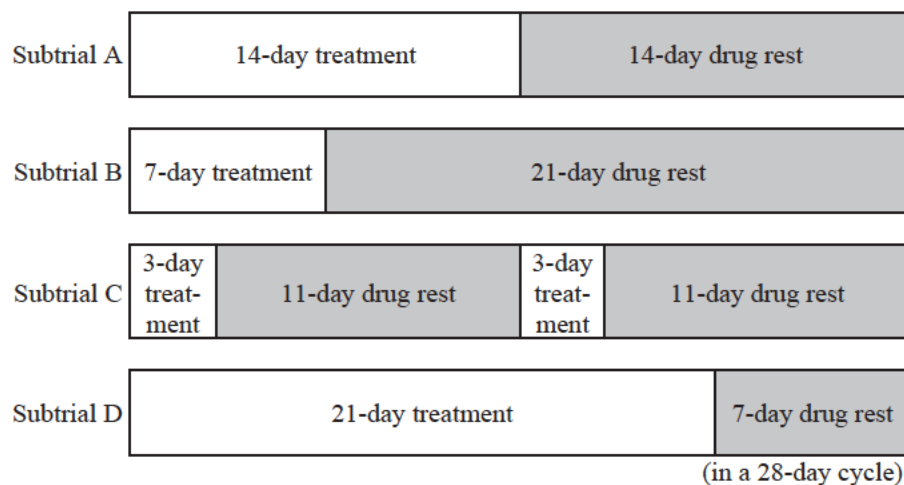 Subtrial A 14-day treatment 14-day drug rest
Subtrial B 7-day treatment 21-day drug rest
3-day 3-day
Subtrial C treat- 11-day drug rest treat- 11-day drug rest
ment ment
Subtrial D 21-day treatment 7-day drug rest
(in a 28-day cycle)